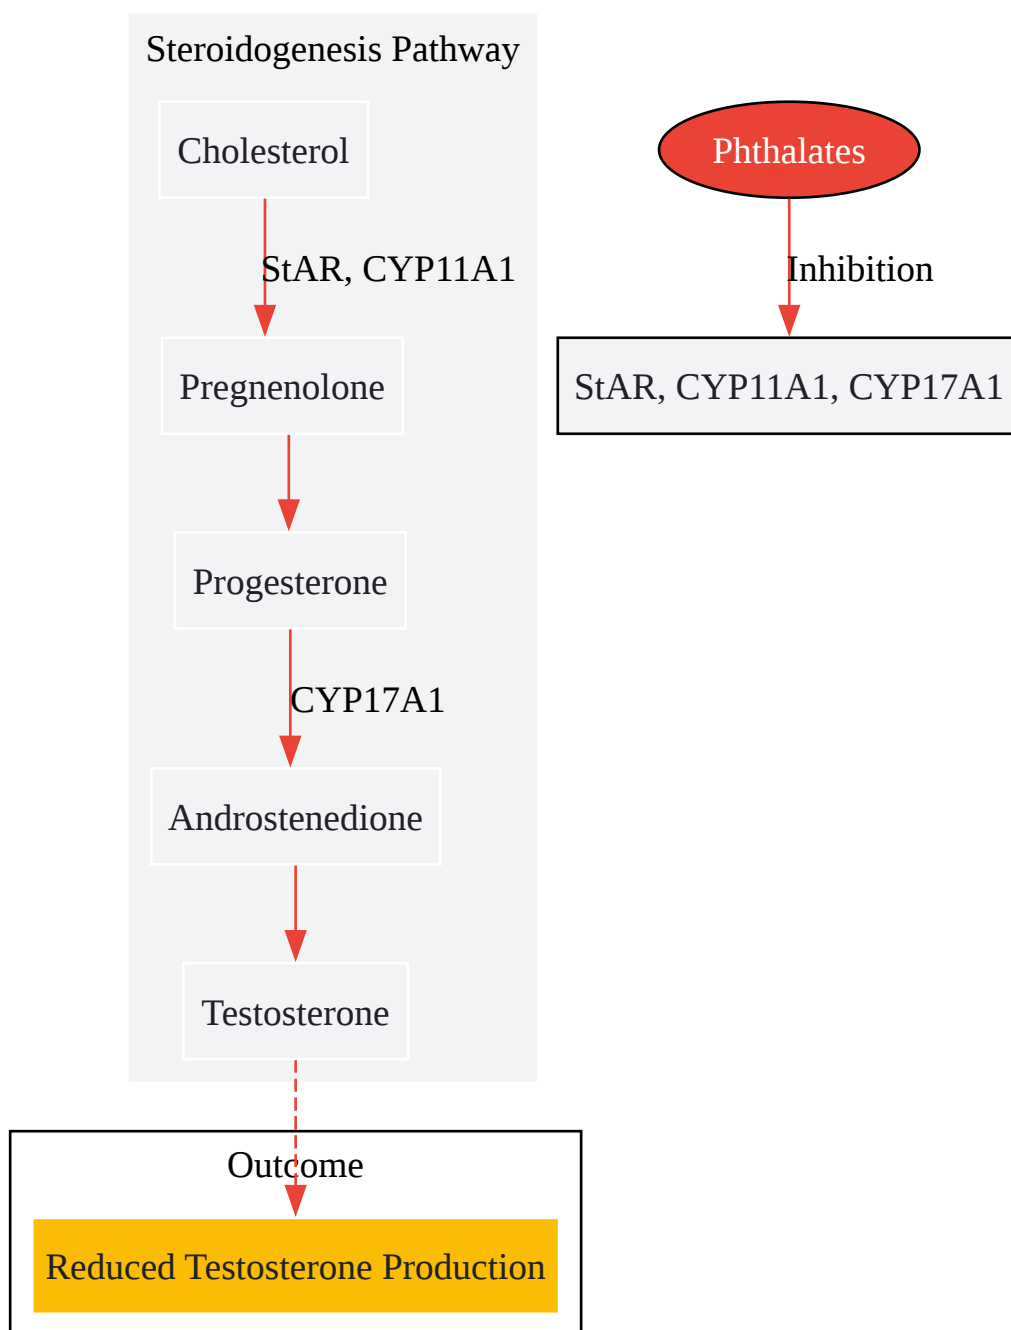 Steroidogenesis Pathway
Cholesterol
StAR, CYP11A1
Pregnenolone
Progesterone
CYP17A1
Androstenedione
Testosterone
Outcome
Reduced Testosterone Production
Phthalates
Inhibition
StAR, CYP11A1, CYP17A1